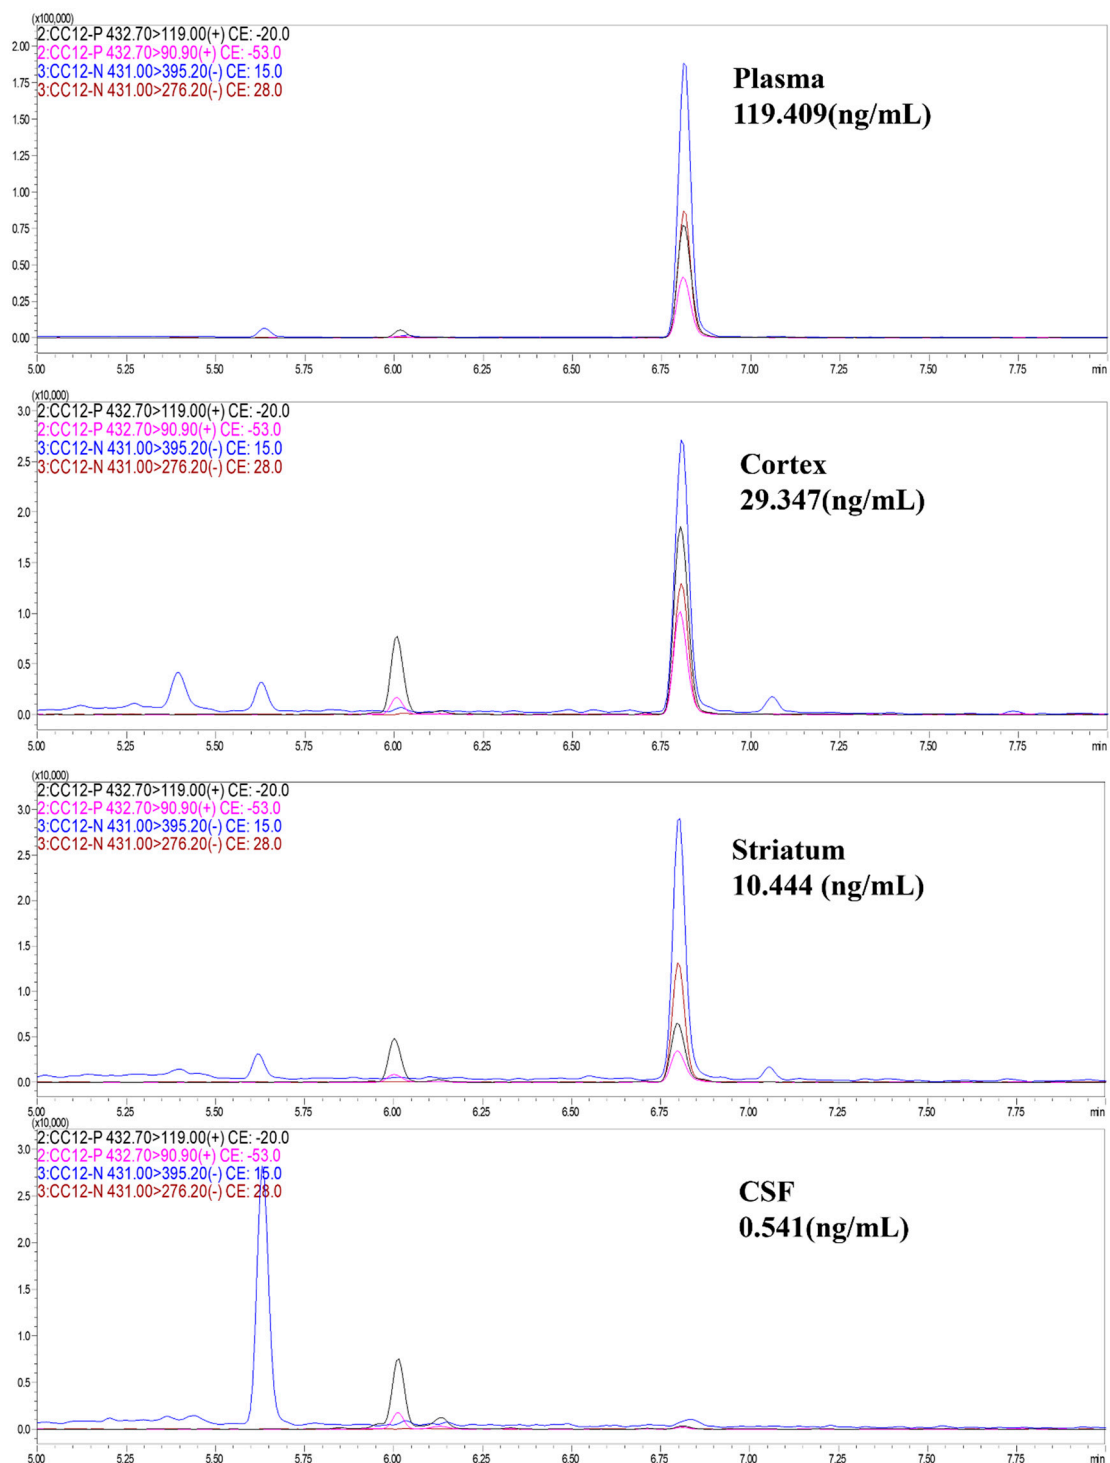 (x100,000)
2:CC12-P 432.70>119.00(+) CE: -20.0
2:CC12-P 432.70>90.90(+) CE: -53.0
3:CC12-N 431.00>395.20(-) CE: 15.0
3:CC12-N 431.00>276.20(-) CE: 28.0
Plasma
119.409(ng/mL)
2.00
1.75
1.50
1.25
1.00
0.75
0.50
0.25
0.00
5.00 5.25 5.50 5.75 6.00 6.25 6.50 6.75 7.00 7.25 7.50 7.75 min
(x10,000)
2:CC12-P 432.70>119.00(+) CE: -20.0
2:CC12-P 432.70>90.90(+) CE: -53.0
3:CC12-N 431.00>395.20(-) CE: 15.0
3:CC12-N 431.00>276.20(-) CE: 28.0
Cortex
29.347(ng/mL)
3.0
2.5
2.0
1.5
1.0
0.5
0.0
5.00 5.25 5.50 5.75 6.00 6.25 6.50 6.75 7.00 7.25 7.50 7.75 min
(x10,000)
2:CC12-P 432.70>119.00(+) CE: -20.0
2:CC12-P 432.70>90.90(+) CE: -53.0
3:CC12-N 431.00>395.20(-) CE: 15.0
3:CC12-N 431.00>276.20(-) CE: 28.0
Striatum
10.444 (ng/mL)
3.0
2.5
2.0
1.5
1.0
0.5
0.0
5.00 5.25 5.50 5.75 6.00 6.25 6.50 6.75 7.00 7.25 7.50 7.75 min
(x10,000)
2:CC12-P 432.70>119.00(+) CE: -20.0
2:CC12-P 432.70>90.90(+) CE: -53.0
3:CC12-N 431.00>395.20(-) CE: 15.0
3:CC12-N 431.00>276.20(-) CE: 28.0
CSF
0.541(ng/mL)
3.0
2.5
2.0
1.5
1.0
0.5
0.0
5.00 5.25 5.50 5.75 6.00 6.25 6.50 6.75 7.00 7.25 7.50 7.75 min